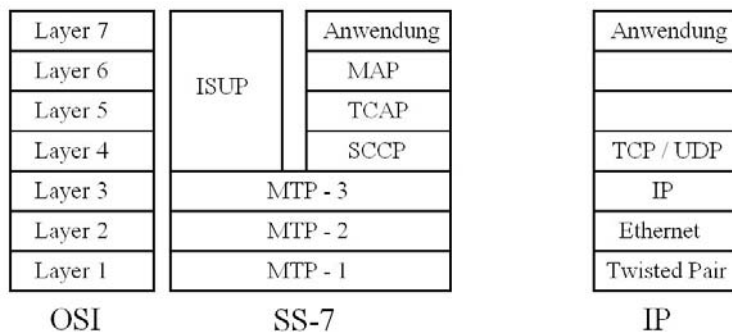 Layer 7
Layer 6
Layer 5
Layer 4
Layer 3
Layer 2
Layer 1
OSI
ISUP
Anwendung
MAP
TCAP
SCCP
MTP - 3
MTP - 2
MTP - 1
SS-7
Anwendung
TCP / UDP
IP
Ethernet
Twisted Pair
IP